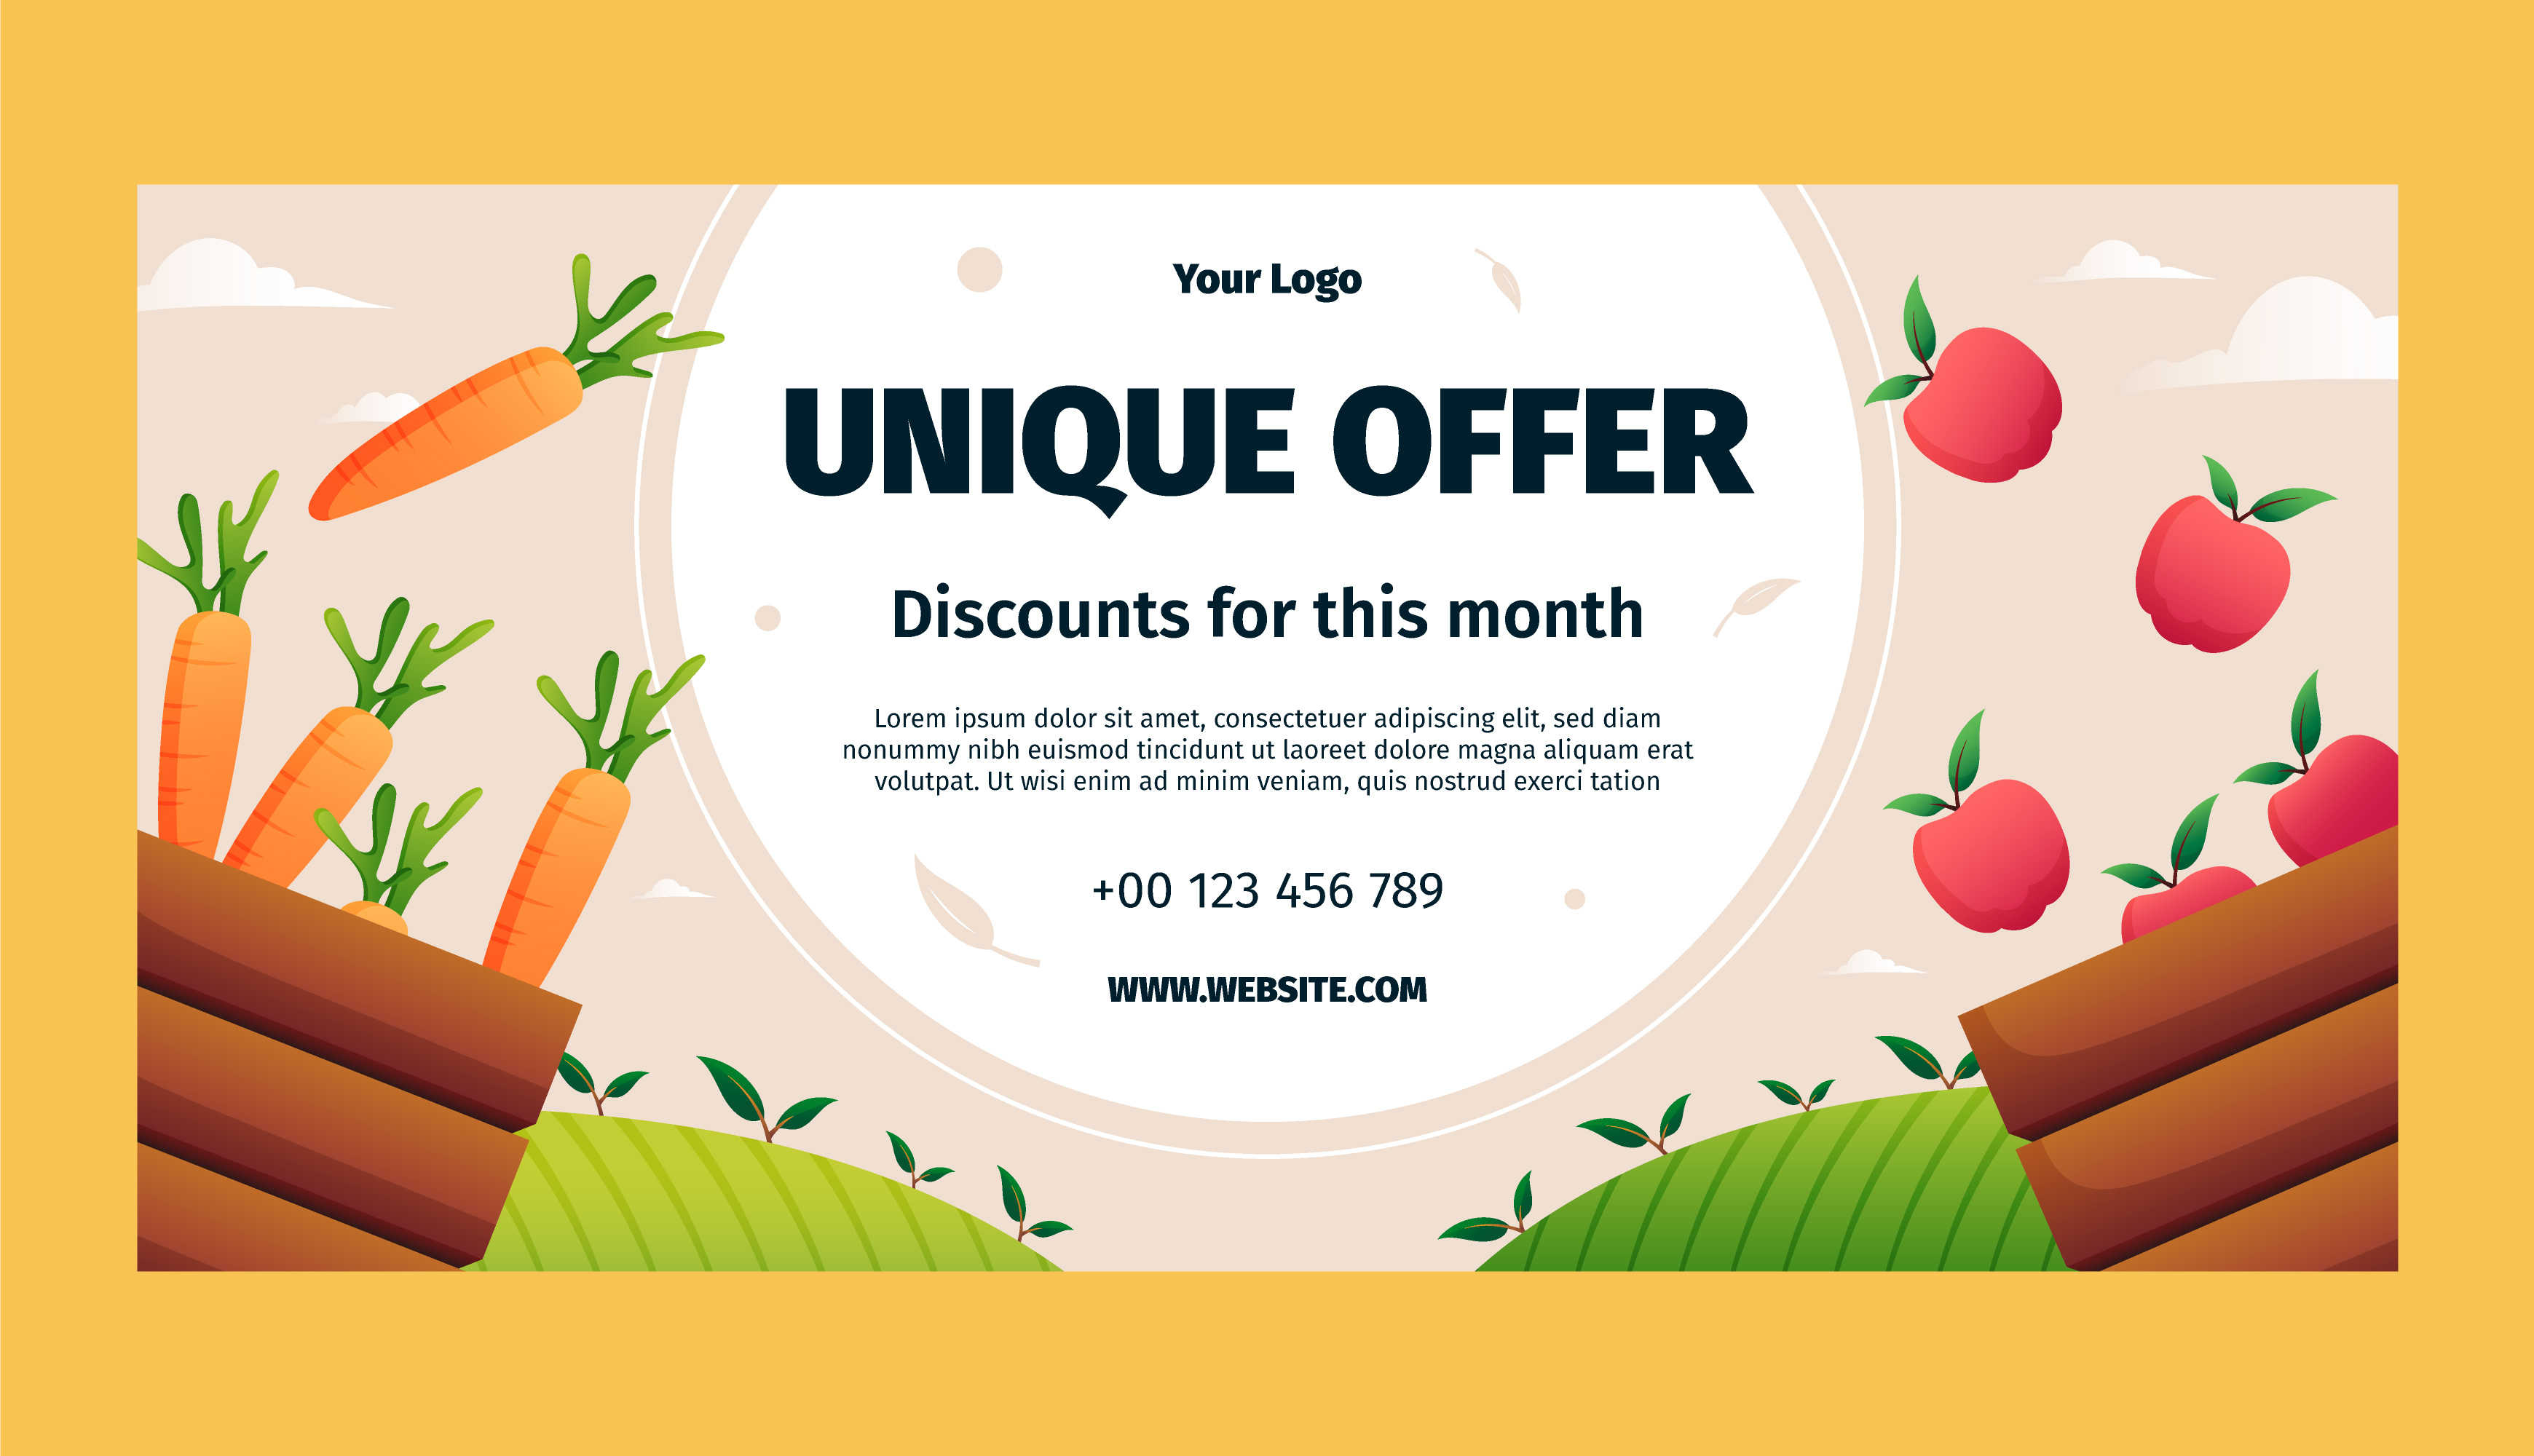 Your Logo
UNIQUE OFFER
Discounts for this month
Lorem ipsum dolor sit amet, consectetuer adipiscing elit, sed diam
nonummy nibh euismod tincidunt ut laoreet dolore magna aliquam erat
volutpat. Ut wisi enim ad minim veniam, quis nostrud exerci tation
+00 123 456 789
WWW.WEBSITE.COM